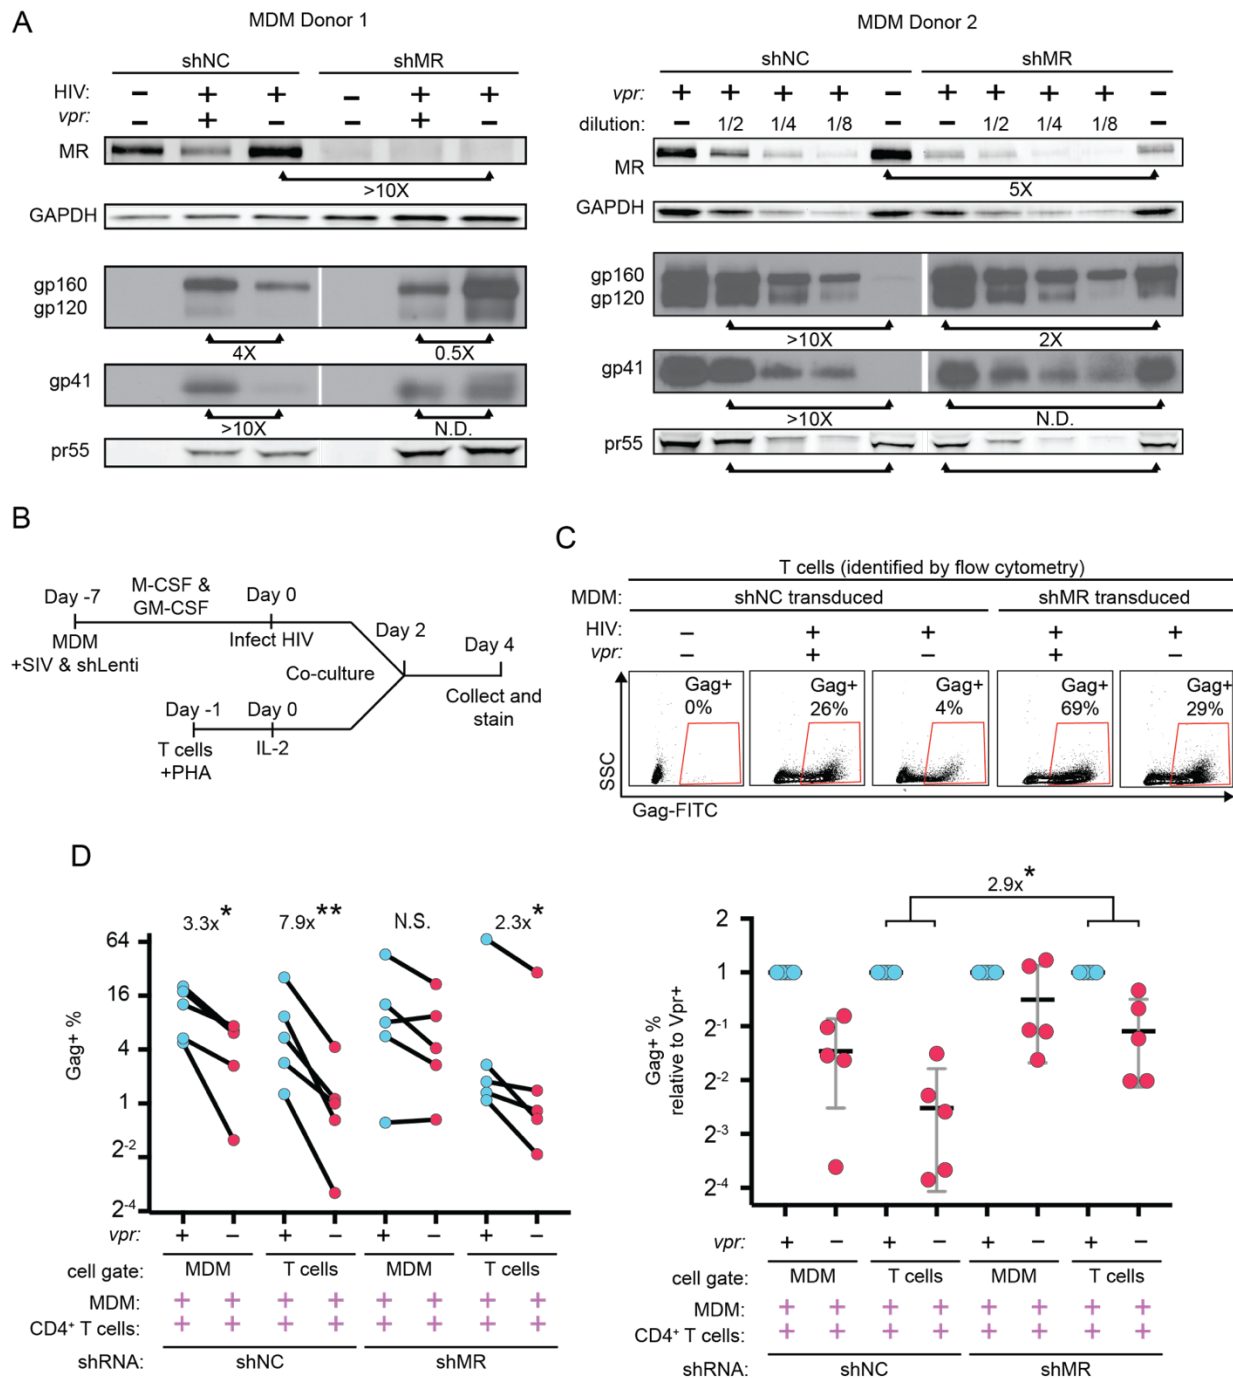 A
MDM Donor 1
shNC shMR
HIV: − + + − + +
vpr: − + − − + −
MR
>10X
GAPDH
gp160
gp120
4X 0.5X
gp41
>10X N.D.
pr55
MDM Donor 2
shNC shMR
vpr: + + + + − + + + + −
dilution: − 1/2 1/4 1/8 − − 1/2 1/4 1/8 −
MR
5X
GAPDH
gp160
gp120
>10X 2X
gp41
>10X N.D.
pr55
B
Day -7
M-CSF &
GM-CSF
Day 0
MDM
+SIV & shLenti
Infect HIV
Day 2
Day 4
Co-culture
Collect and
stain
Day -1
Day 0
T cells
+PHA
IL-2
C
T cells (identified by flow cytometry)
MDM: shNC transduced shMR transduced
HIV: − + + + +
vpr: − + − + −
Gag+ Gag+ Gag+ Gag+ Gag+
0% 26% 4% 69% 29%
SSC
Gag-FITC
D
3.3x* 7.9x** N.S. 2.3x*
Gag+ %
64
16
4
1
2-2
2-4
vpr: + − + − + − + −
cell gate: MDM T cells MDM T cells
MDM: + + + + + + + +
CD4+ T cells: + + + + + + + +
shRNA: shNC shMR
2.9x*
Gag+ %
relative to Vpr+
2
1
2-1
2-2
2-3
2-4
vpr: + − + − + − + −
cell gate: MDM T cells MDM T cells
MDM: + + + + + + + +
CD4+ T cells: + + + + + + + +
shRNA: shNC shMR